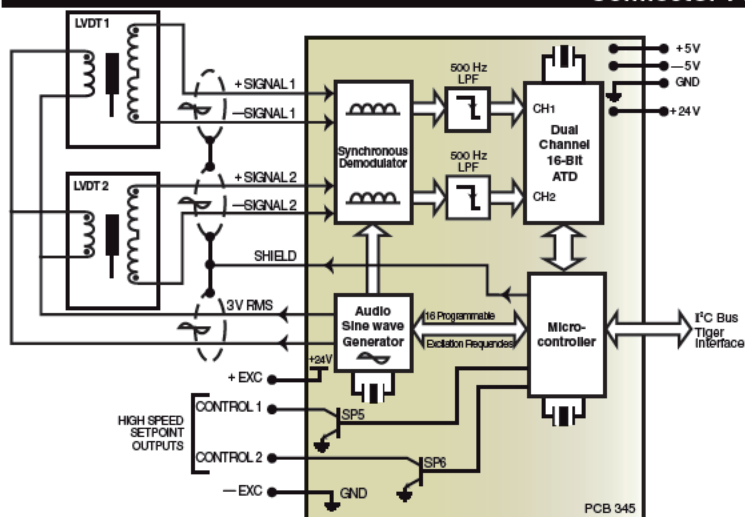 LVDT 1
+SIGNAL 1
—SIGNAL 1
LVDT 2
+SIGNAL 2
—SIGNAL 2
SHIELD
3V RMS
500 Hz
LPF
500 Hz
LPF
Synchronous
Demodulator
CH1
CH2
Dual
Channel
16-Bit
ATD
+5V
—5V
GND
+24V
Audio
Sine wave
Generator
16 Programmable
Excitation Frequencies
Micro-
controller
I²C Bus
Tiger
Interface
+24V
+ EXC
CONTROL 1
SP5
HIGH SPEED
SETPOINT
OUTPUTS
CONTROL 2
SP6
— EXC
GND
PCB 345